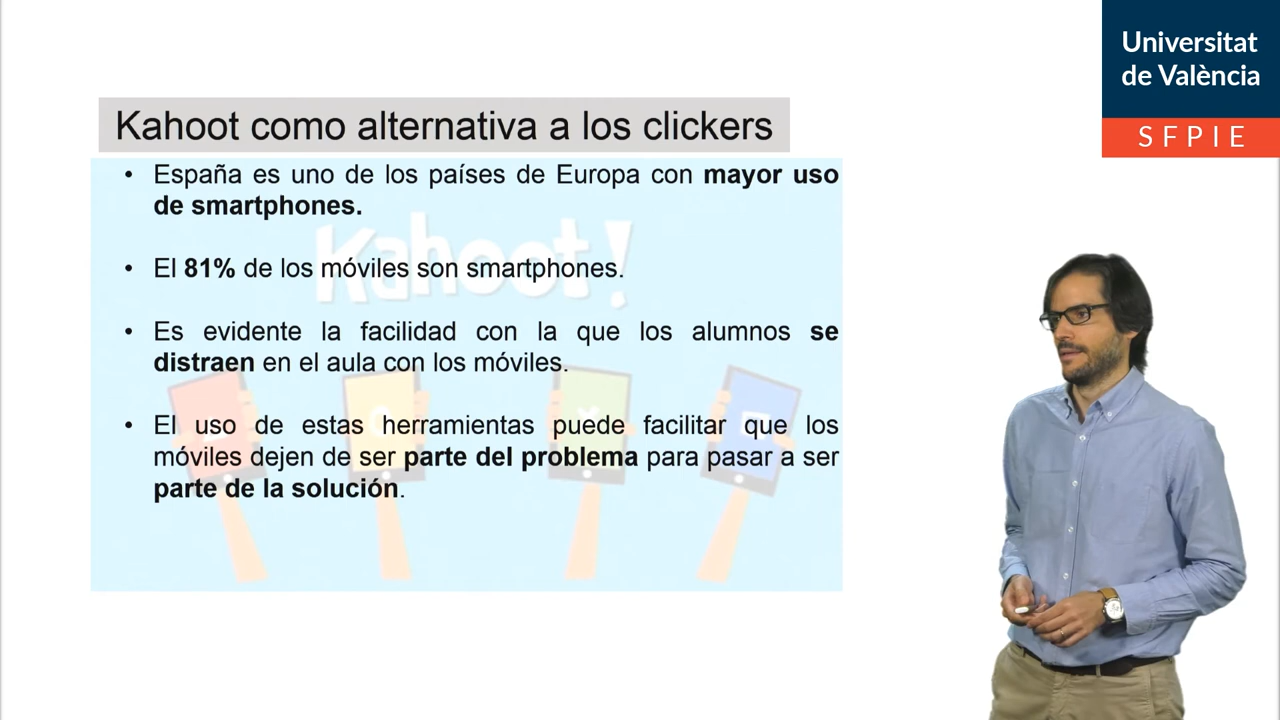 Universitat
de València
SFPIE
Kahoot como alternativa a los clickers
• España es uno de los países de Europa con mayor uso
de smartphones.
Kahoot!
• El 81% de los móviles son smartphones.
• Es evidente la facilidad con la que los alumnos se
distraen en el aula con los móviles.
• El uso de estas herramientas puede facilitar que los
móviles dejen de ser parte del problema para pasar a ser
parte de la solución.